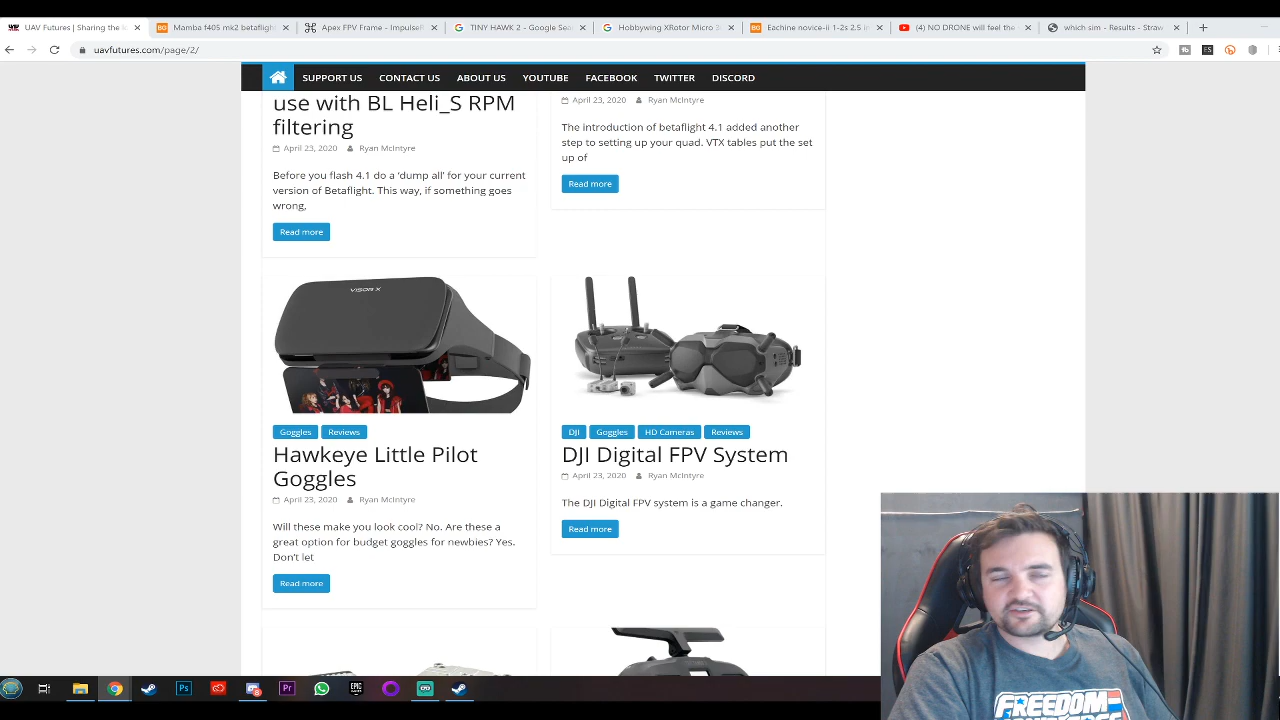 UAV Futures | Sharing the k
Mamba f405 mk2 betaflight
Apex FPV Frame - ImpulseR
TINY HAWK 2 - Google Sea
Hobbywing XRotor Micro 3
Eachine novice-ii 1-2s 2.5 in
(4) NO DRONE will feel the
which sim - Results - Straw
uavfutures.com/page/2/
SUPPORT US
CONTACT US
ABOUT US
YOUTUBE
FACEBOOK
TWITTER
DISCORD
use with BL Heli_S RPM
filtering
April 23, 2020 Ryan McIntyre
Before you flash 4.1 do a ‘dump all’ for your current
version of Betaflight. This way, if something goes
wrong,
Read more
April 23, 2020 Ryan McIntyre
The introduction of betaflight 4.1 added another
step to setting up your quad. VTX tables put the set
up of
Read more
VISOR X
Goggles Reviews
Hawkeye Little Pilot
Goggles
April 23, 2020 Ryan McIntyre
Will these make you look cool? No. Are these a
great option for budget goggles for newbies? Yes.
Don’t let
Read more
DJI Goggles HD Cameras Reviews
DJI Digital FPV System
April 23, 2020 Ryan McIntyre
The DJI Digital FPV system is a game changer.
Read more
FREEDOM